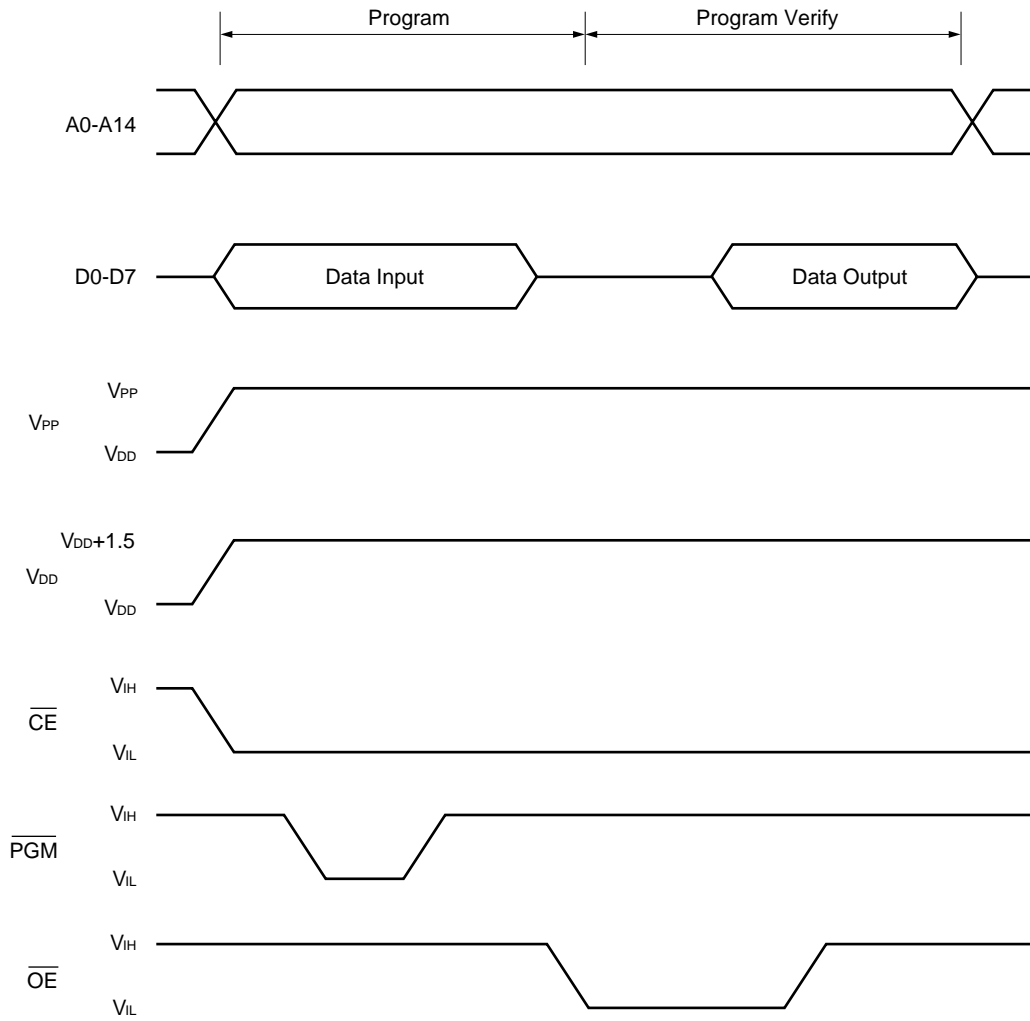 Program
Program Verify
A0-A14
D0-D7
Data Input
Data Output
VPP
VPP
VDD
VDD+1.5
VDD
VDD
VIH
CE
VIL
VIH
PGM
VIL
VIH
OE
VIL